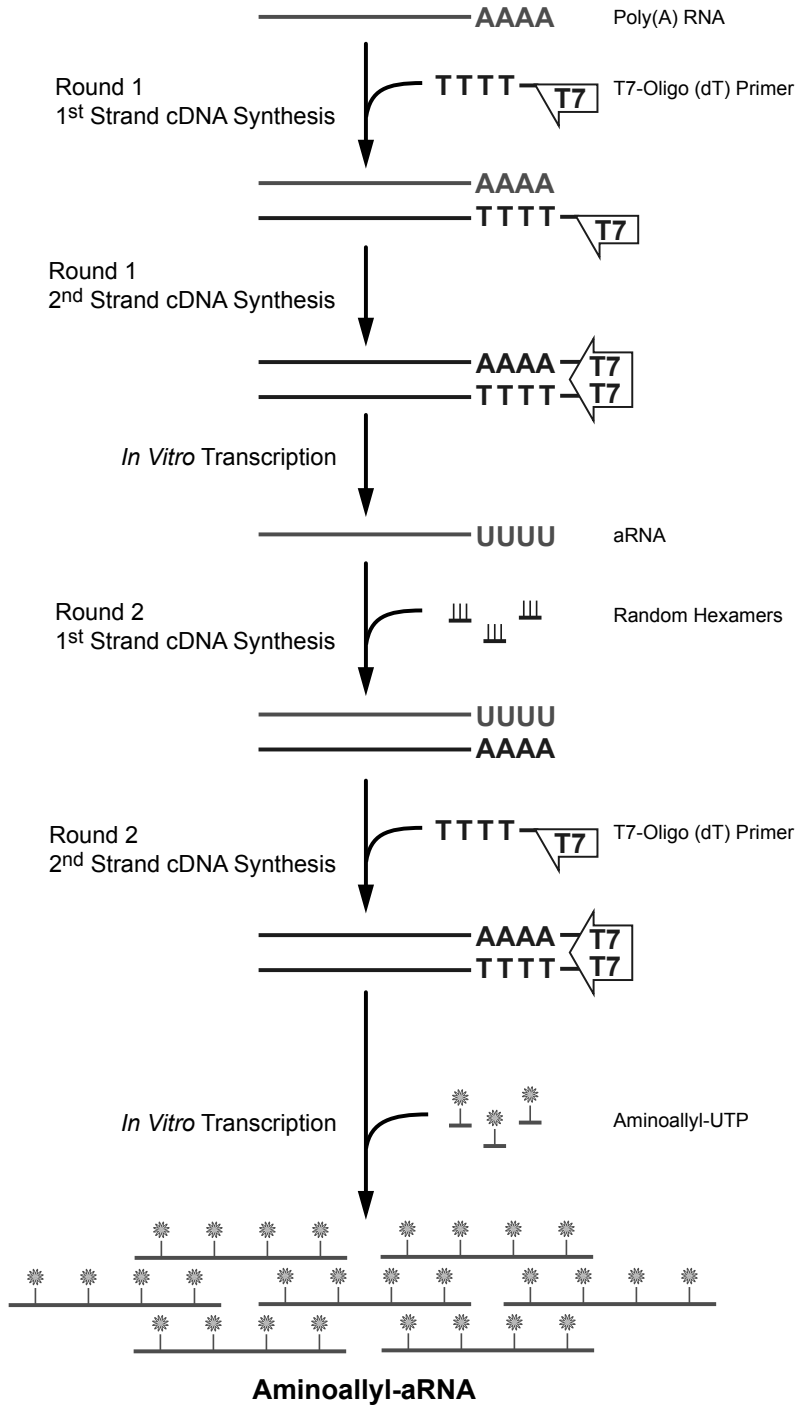 AAAA Poly(A) RNA
Round 1
1st Strand cDNA Synthesis
TTTT T7 T7-Oligo (dT) Primer
AAAA
TTTT T7
Round 1
2nd Strand cDNA Synthesis
AAAA T7
TTTT T7
In Vitro Transcription
UUUU aRNA
Round 2
1st Strand cDNA Synthesis
Random Hexamers
UUUU
AAAA
Round 2
2nd Strand cDNA Synthesis
TTTT T7 T7-Oligo (dT) Primer
AAAA T7
TTTT T7
In Vitro Transcription
Aminoallyl-UTP
Aminoallyl-aRNA